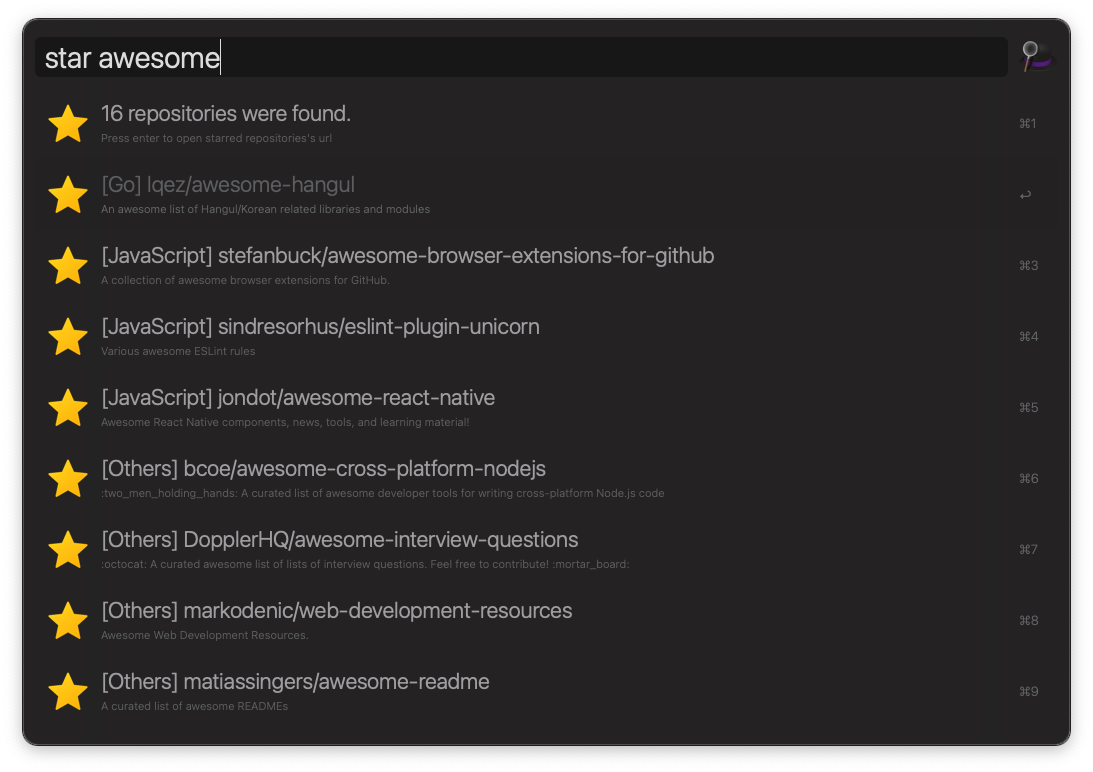 star awesome
16 repositories were found.
⌘1
Press enter to open starred repositories's url
[Go] lqez/awesome-hangul
↩
An awesome list of Hangul/Korean related libraries and modules
[JavaScript] stefanbuck/awesome-browser-extensions-for-github
⌘3
A collection of awesome browser extensions for GitHub.
[JavaScript] sindresorhus/eslint-plugin-unicorn
⌘4
Various awesome ESLint rules
[JavaScript] jondot/awesome-react-native
⌘5
Awesome React Native components, news, tools, and learning material!
[Others] bcoe/awesome-cross-platform-nodejs
⌘6
:two_men_holding_hands: A curated list of awesome developer tools for writing cross-platform Node.js code
[Others] DopplerHQ/awesome-interview-questions
⌘7
:octocat: A curated awesome list of lists of interview questions. Feel free to contribute! :mortar_board:
[Others] markodenic/web-development-resources
⌘8
Awesome Web Development Resources.
[Others] matiassingers/awesome-readme
⌘9
A curated list of awesome READMEs